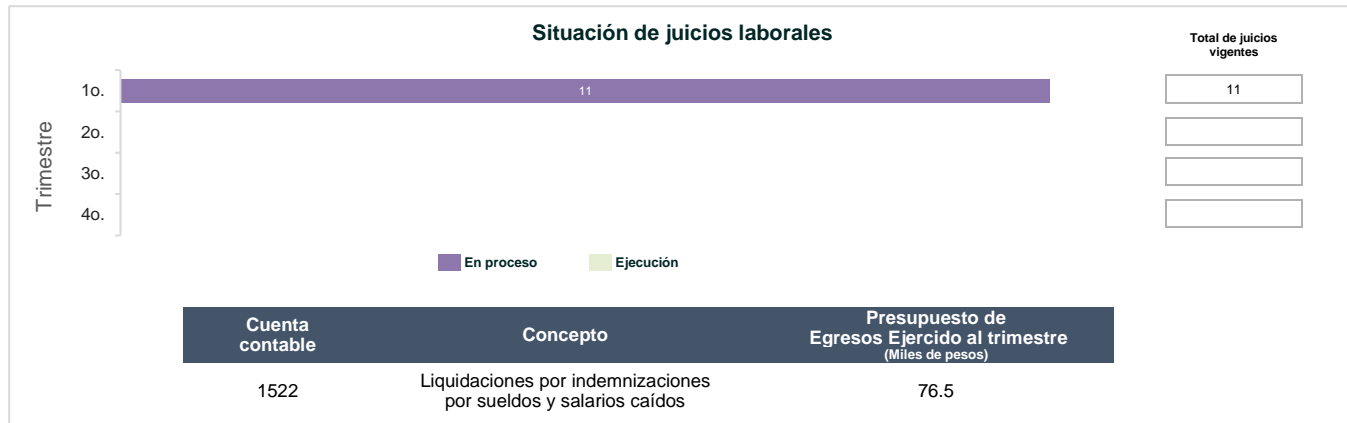 Situación de juicios laborales
Total de juicios
vigentes
Trimestre
1o.
11
11
2o.
3o.
4o.
En proceso
Ejecución
Cuenta
contable
Concepto
Presupuesto de
Egresos Ejercido al trimestre
(Miles de pesos)
1522
Liquidaciones por indemnizaciones
por sueldos y salarios caídos
76.5